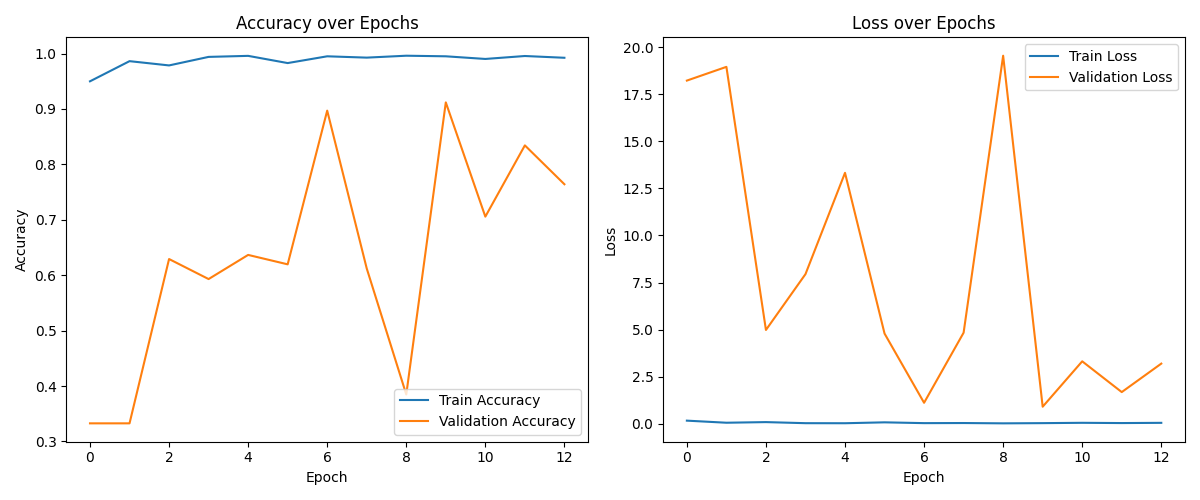 Accuracy over Epochs
1.0
0.9
0.8
0.7
0.6
0.5
0.4
0.3
Accuracy
0 2 4 6 8 10 12
Epoch
Train Accuracy
Validation Accuracy
Loss over Epochs
20.0
17.5
15.0
12.5
10.0
7.5
5.0
2.5
0.0
Loss
0 2 4 6 8 10 12
Epoch
Train Loss
Validation Loss